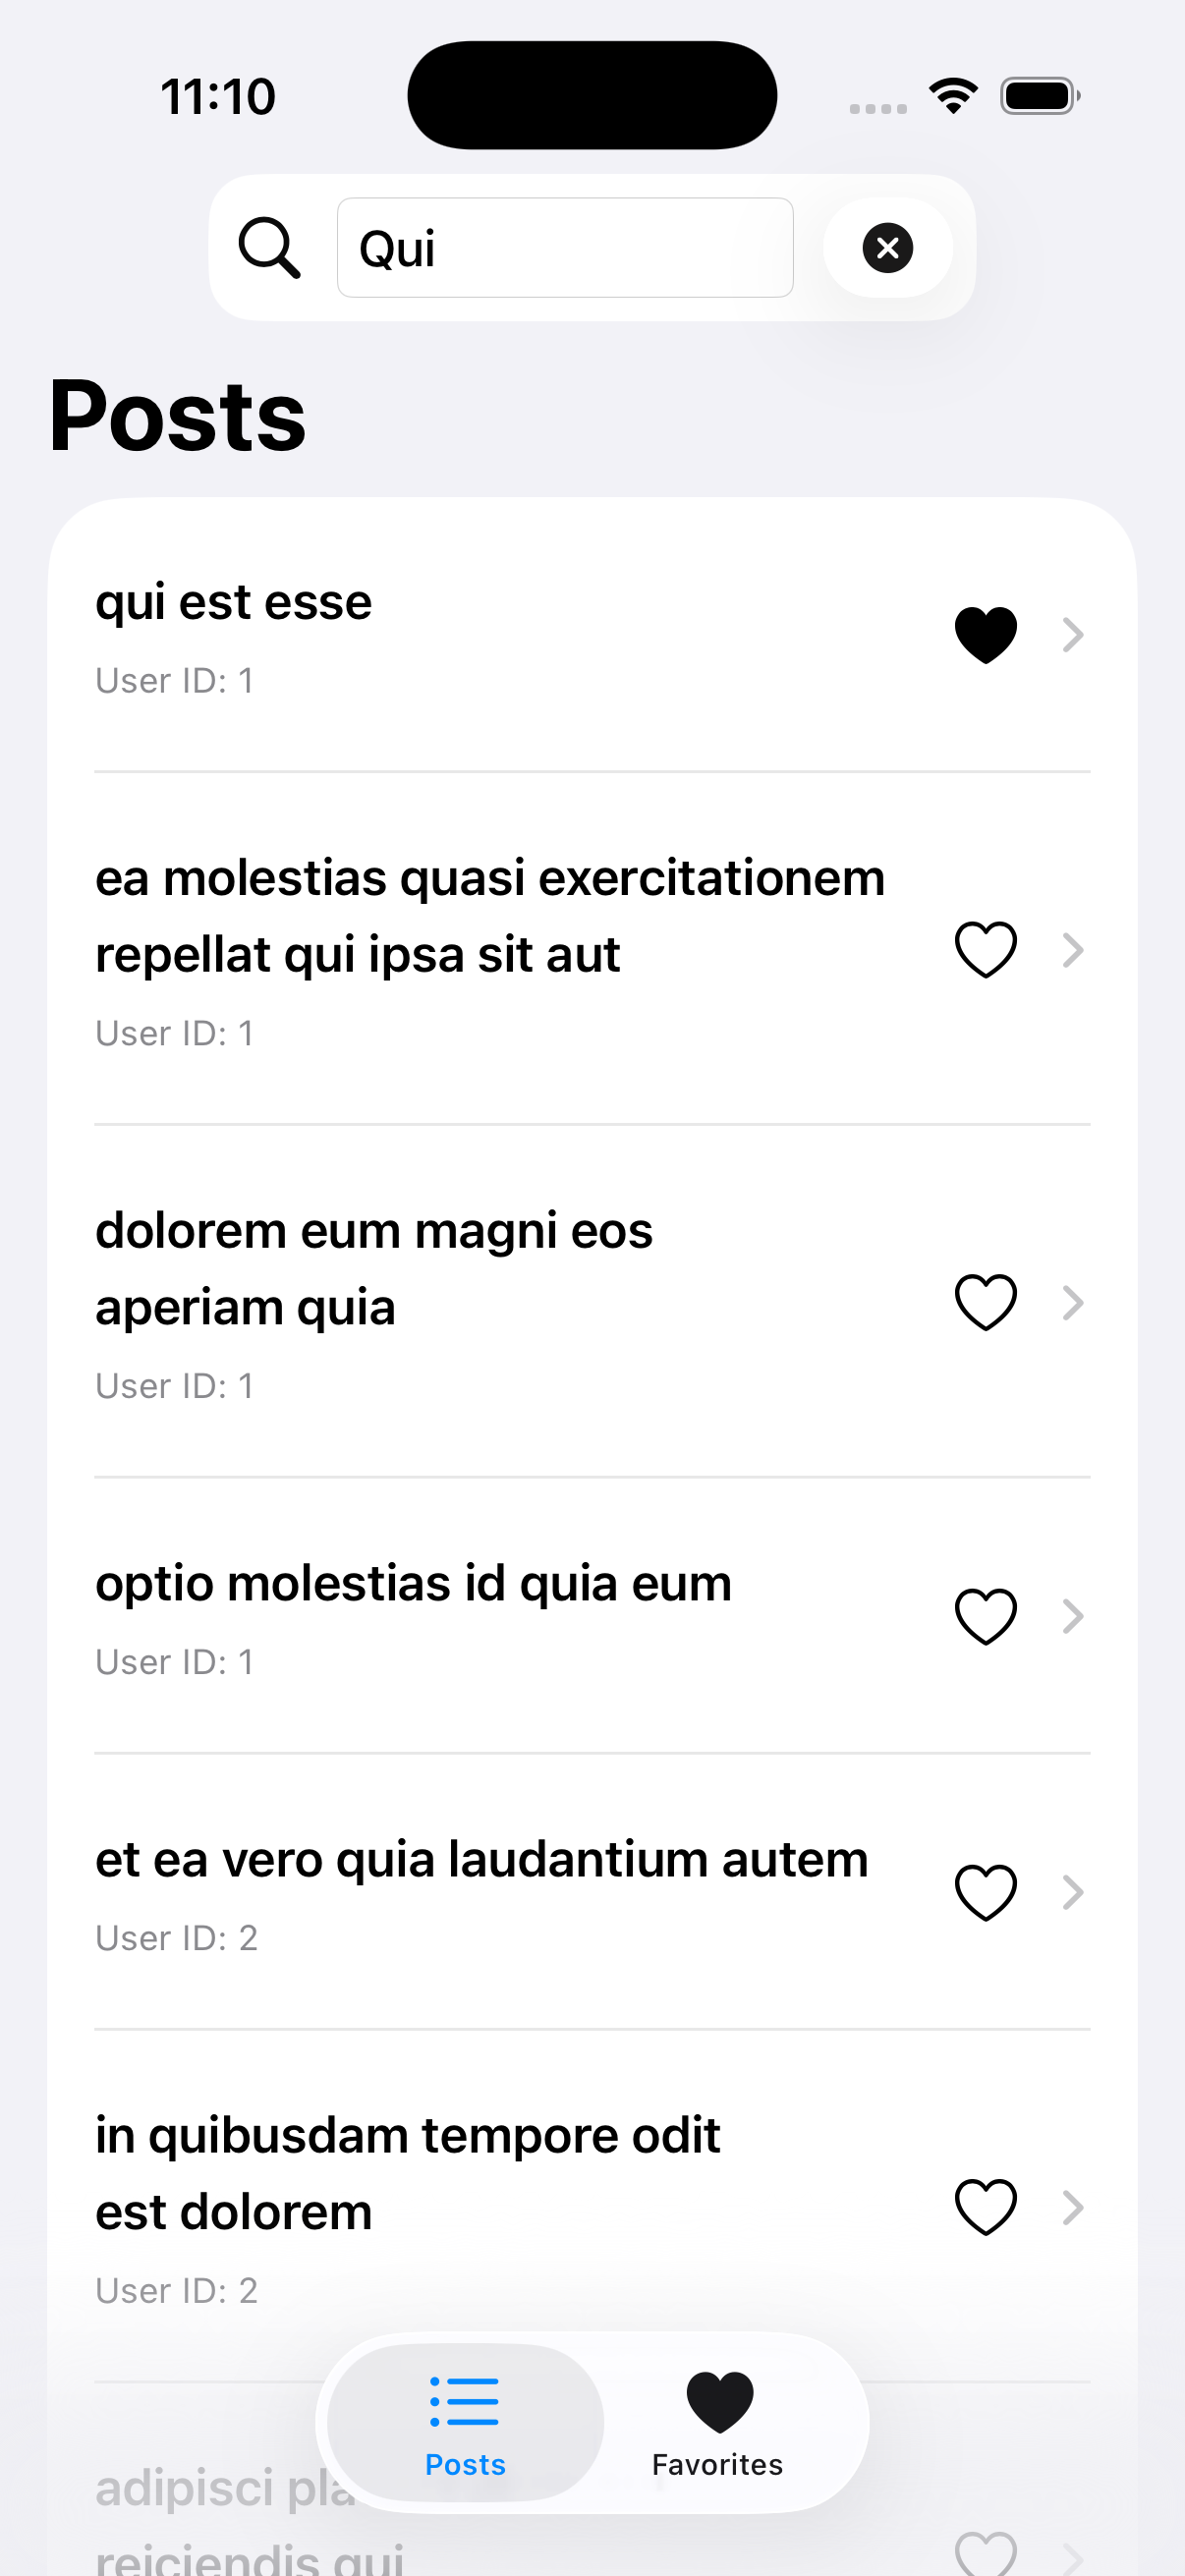 11:10
Qui
Posts
qui est esse
User ID: 1
ea molestias quasi exercitationem
repellat qui ipsa sit aut
User ID: 1
dolorem eum magni eos
aperiam quia
User ID: 1
optio molestias id quia eum
User ID: 1
et ea vero quia laudantium autem
User ID: 2
in quibusdam tempore odit
est dolorem
User ID: 2
adipisci pla
reiciendis qui
Posts
Favorites